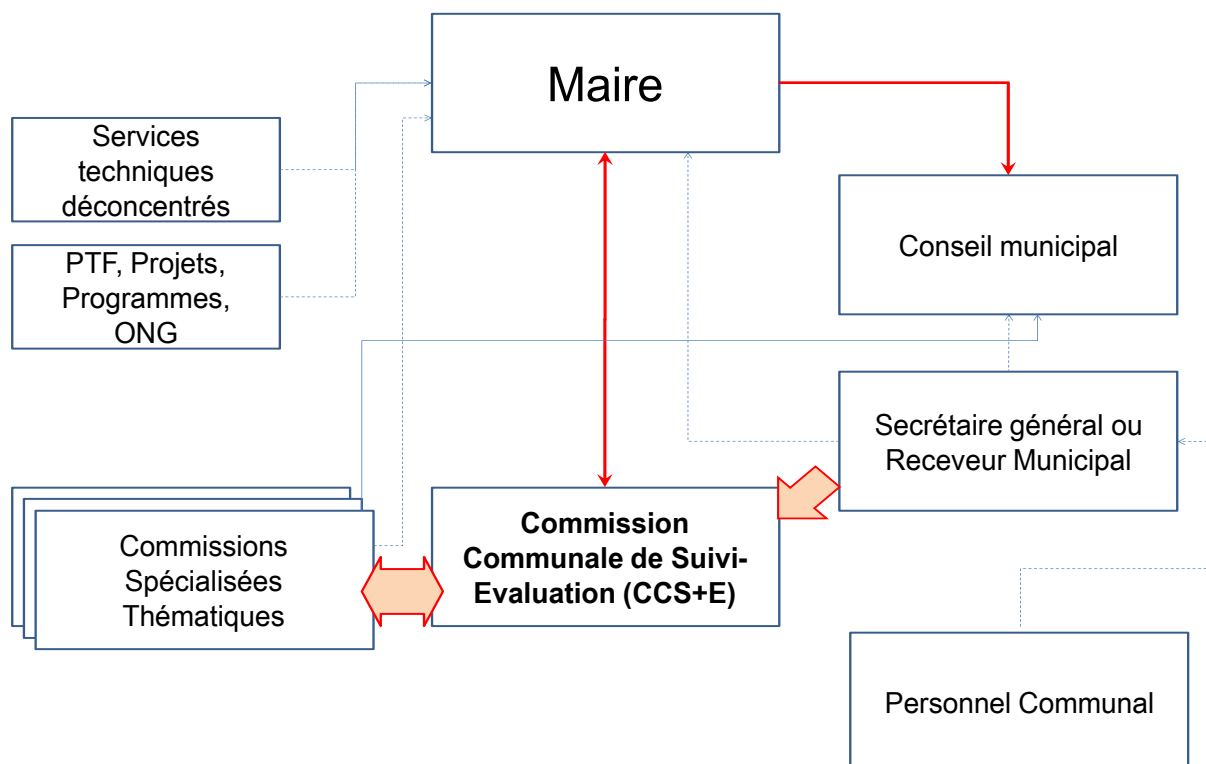 Maire
Services
techniques
déconcentrés
Conseil municipal
PTF, Projets,
Programmes,
ONG
Secrétaire général ou
Receveur Municipal
Commissions
Spécialisées
Thématiques
Commission
Communale de Suivi-
Evaluation (CCS+E)
Personnel Communal